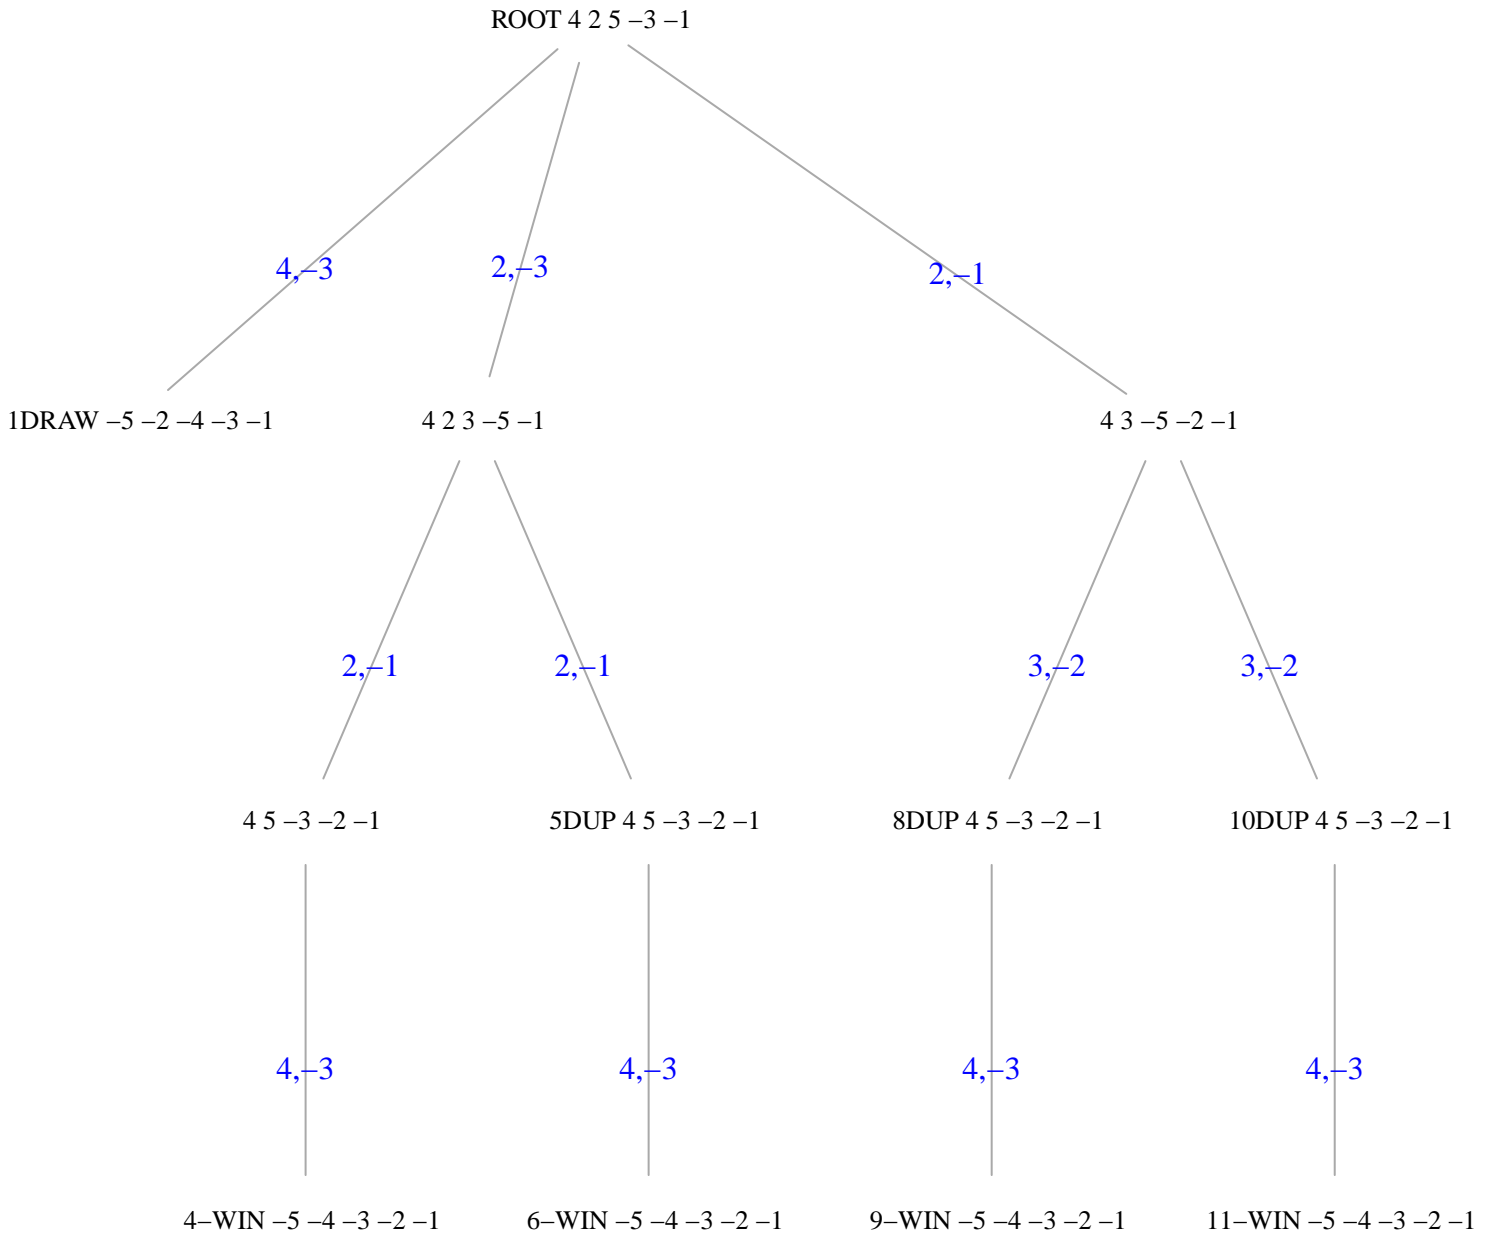 ROOT 4 2 5 –3 –1
4,–3
2,–3
2,–1
1DRAW –5 –2 –4 –3 –1
4 2 3 –5 –1
4 3 –5 –2 –1
2,–1
2,–1
3,–2
3,–2
4 5 –3 –2 –1
5DUP 4 5 –3 –2 –1
8DUP 4 5 –3 –2 –1
10DUP 4 5 –3 –2 –1
4,–3
4,–3
4,–3
4,–3
4–WIN –5 –4 –3 –2 –1
6–WIN –5 –4 –3 –2 –1
9–WIN –5 –4 –3 –2 –1
11–WIN –5 –4 –3 –2 –1